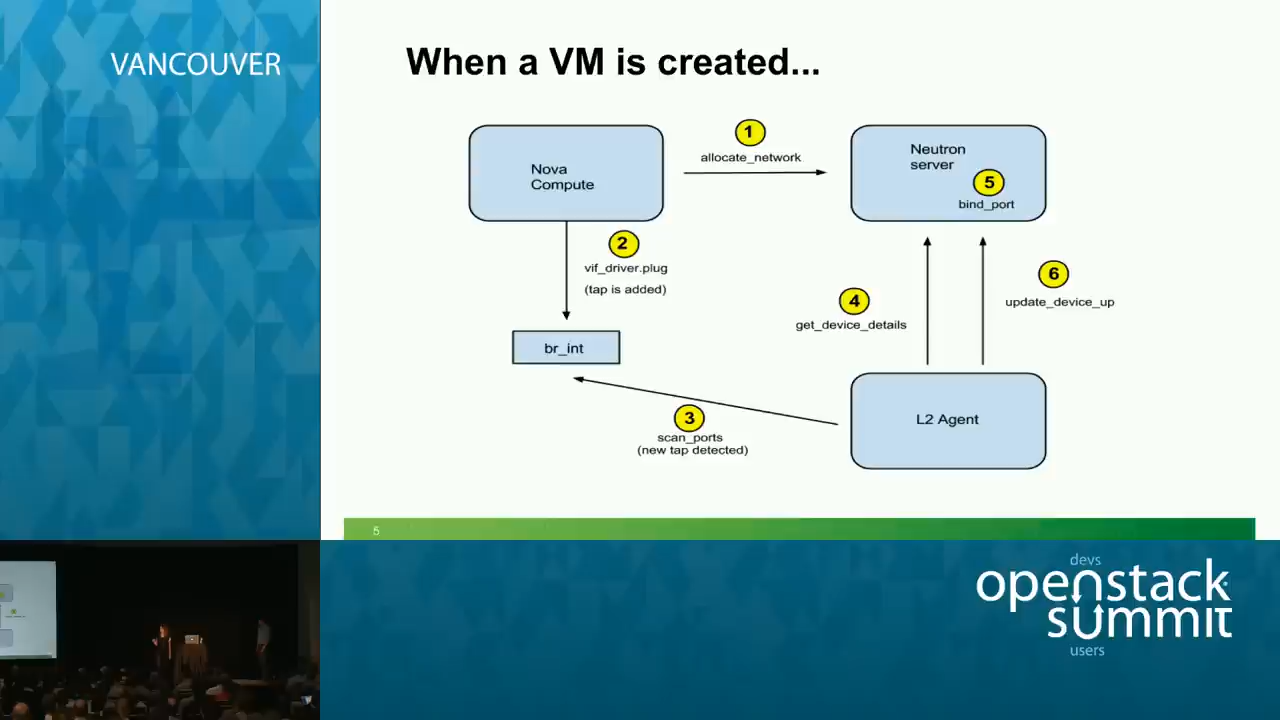 VANCOUVER
When a VM is created...
Nova
Compute
1
allocate_network
Neutron
server
5
bind_port
2
vif_driver.plug
(tap is added)
br_int
3
scan_ports
(new tap detected)
4
get_device_details
6
update_device_up
L2 Agent
5
devs
openstack
summit
users